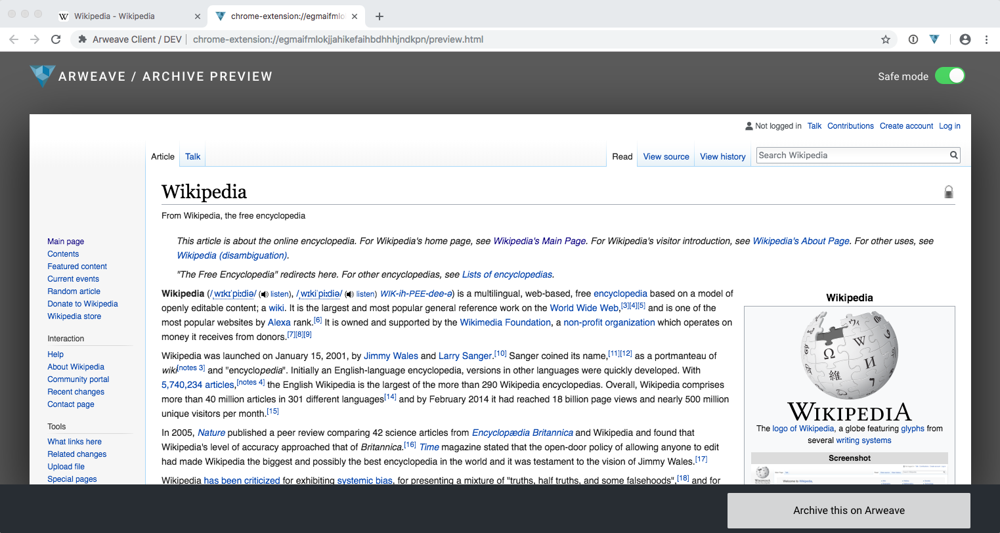 Wikipedia - Wikipedia
chrome-extension://egmaifmlo
Arweave Client / DEV
chrome-extension://egmaifmlokjjahikefaihbdhhhjndkpn/preview.html
ARWEAVE / ARCHIVE PREVIEW
Safe mode
Not logged in Talk Contributions Create account Log in
Article Talk Read View source View history Search Wikipedia
Wikipedia
From Wikipedia, the free encyclopedia
This article is about the online encyclopedia. For Wikipedia's home page, see Wikipedia's Main Page. For Wikipedia's visitor introduction, see Wikipedia's About Page. For other uses, see
Wikipedia (disambiguation).
"The Free Encyclopedia" redirects here. For other encyclopedias, see Lists of encyclopedias.
Wikipedia (/ˌwɪkɪˈpiːdiə/ (listen), /ˌwɪkiˈpiːdiə/ (listen) WIK-ih-PEE-dee-ə) is a multilingual, web-based, free encyclopedia based on a model of
openly editable content; a wiki. It is the largest and most popular general reference work on the World Wide Web,[3][4][5] and is one of the
most popular websites by Alexa rank.[6] It is owned and supported by the Wikimedia Foundation, a non-profit organization which operates on
money it receives from donors.[7][8][9]
Wikipedia was launched on January 15, 2001, by Jimmy Wales and Larry Sanger.[10] Sanger coined its name,[11][12] as a portmanteau of
wiki[notes 3] and "encyclopedia". Initially an English-language encyclopedia, versions in other languages were quickly developed. With
5,740,234 articles,[notes 4] the English Wikipedia is the largest of the more than 290 Wikipedia encyclopedias. Overall, Wikipedia comprises
more than 40 million articles in 301 different languages[14] and by February 2014 it had reached 18 billion page views and nearly 500 million
unique visitors per month.[15]
In 2005, Nature published a peer review comparing 42 science articles from Encyclopædia Britannica and Wikipedia and found that
Wikipedia's level of accuracy approached that of Britannica.[16] Time magazine stated that the open-door policy of allowing anyone to edit
had made Wikipedia the biggest and possibly the best encyclopedia in the world and it was testament to the vision of Jimmy Wales.[17]
Wikipedia has been criticized for exhibiting systemic bias, for presenting a mixture of "truths, half truths, and some falsehoods",[18] and for
Main page
Contents
Featured content
Current events
Random article
Donate to Wikipedia
Wikipedia store
Interaction
Help
About Wikipedia
Community portal
Recent changes
Contact page
Tools
What links here
Related changes
Upload file
Special pages
Wikipedia
Ω W И 維
WIKIPEDIA
The logo of Wikipedia, a globe featuring glyphs from
several writing systems
Screenshot
Archive this on Arweave